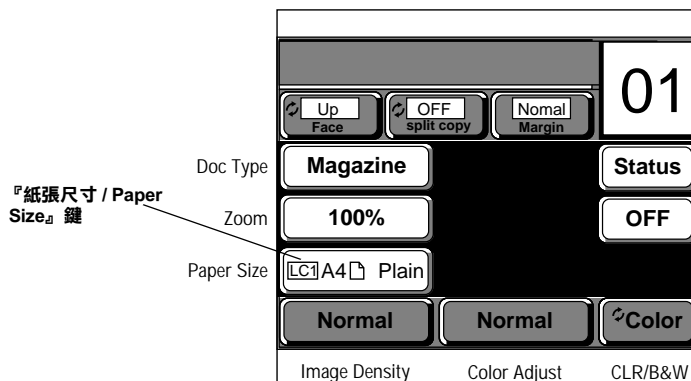 01
Up
Face
OFF
split copy
Nomal
Margin
Doc Type
Magazine
Status
『紙張尺寸 / Paper
Size』鍵
Zoom
100%
OFF
Paper Size
LC1 A4 Plain
Normal
Normal
Color
Image Density
Color Adjust
CLR/B&W